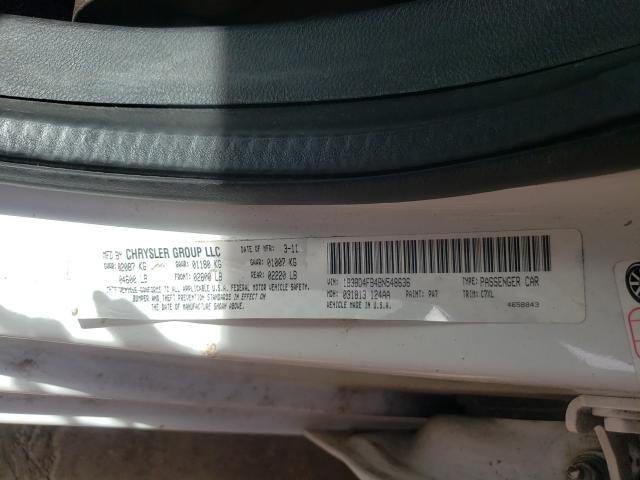 MFD BY CHRYSLER GROUP LLC DATE OF MFR: 3-11
GVWR: 02087 KG GAWR: 01180 KG GAWR: 01007 KG
04600 LB FRONT: 02600 LB REAR: 02220 LB
THIS VEHICLE CONFORMS TO ALL APPLICABLE U.S.A. FEDERAL MOTOR VEHICLE SAFETY,
BUMPER AND THEFT PREVENTION STANDARDS IN EFFECT ON
THE DATE OF MANUFACTURE SHOWN ABOVE.
VIN: 1B3BD4FB4BN548636 TYPE: PASSENGER CAR
MDH: 031813 124AA PAINT: PW7 TRIM: C7XL
VEHICLE MADE IN U.S.A. 4658843